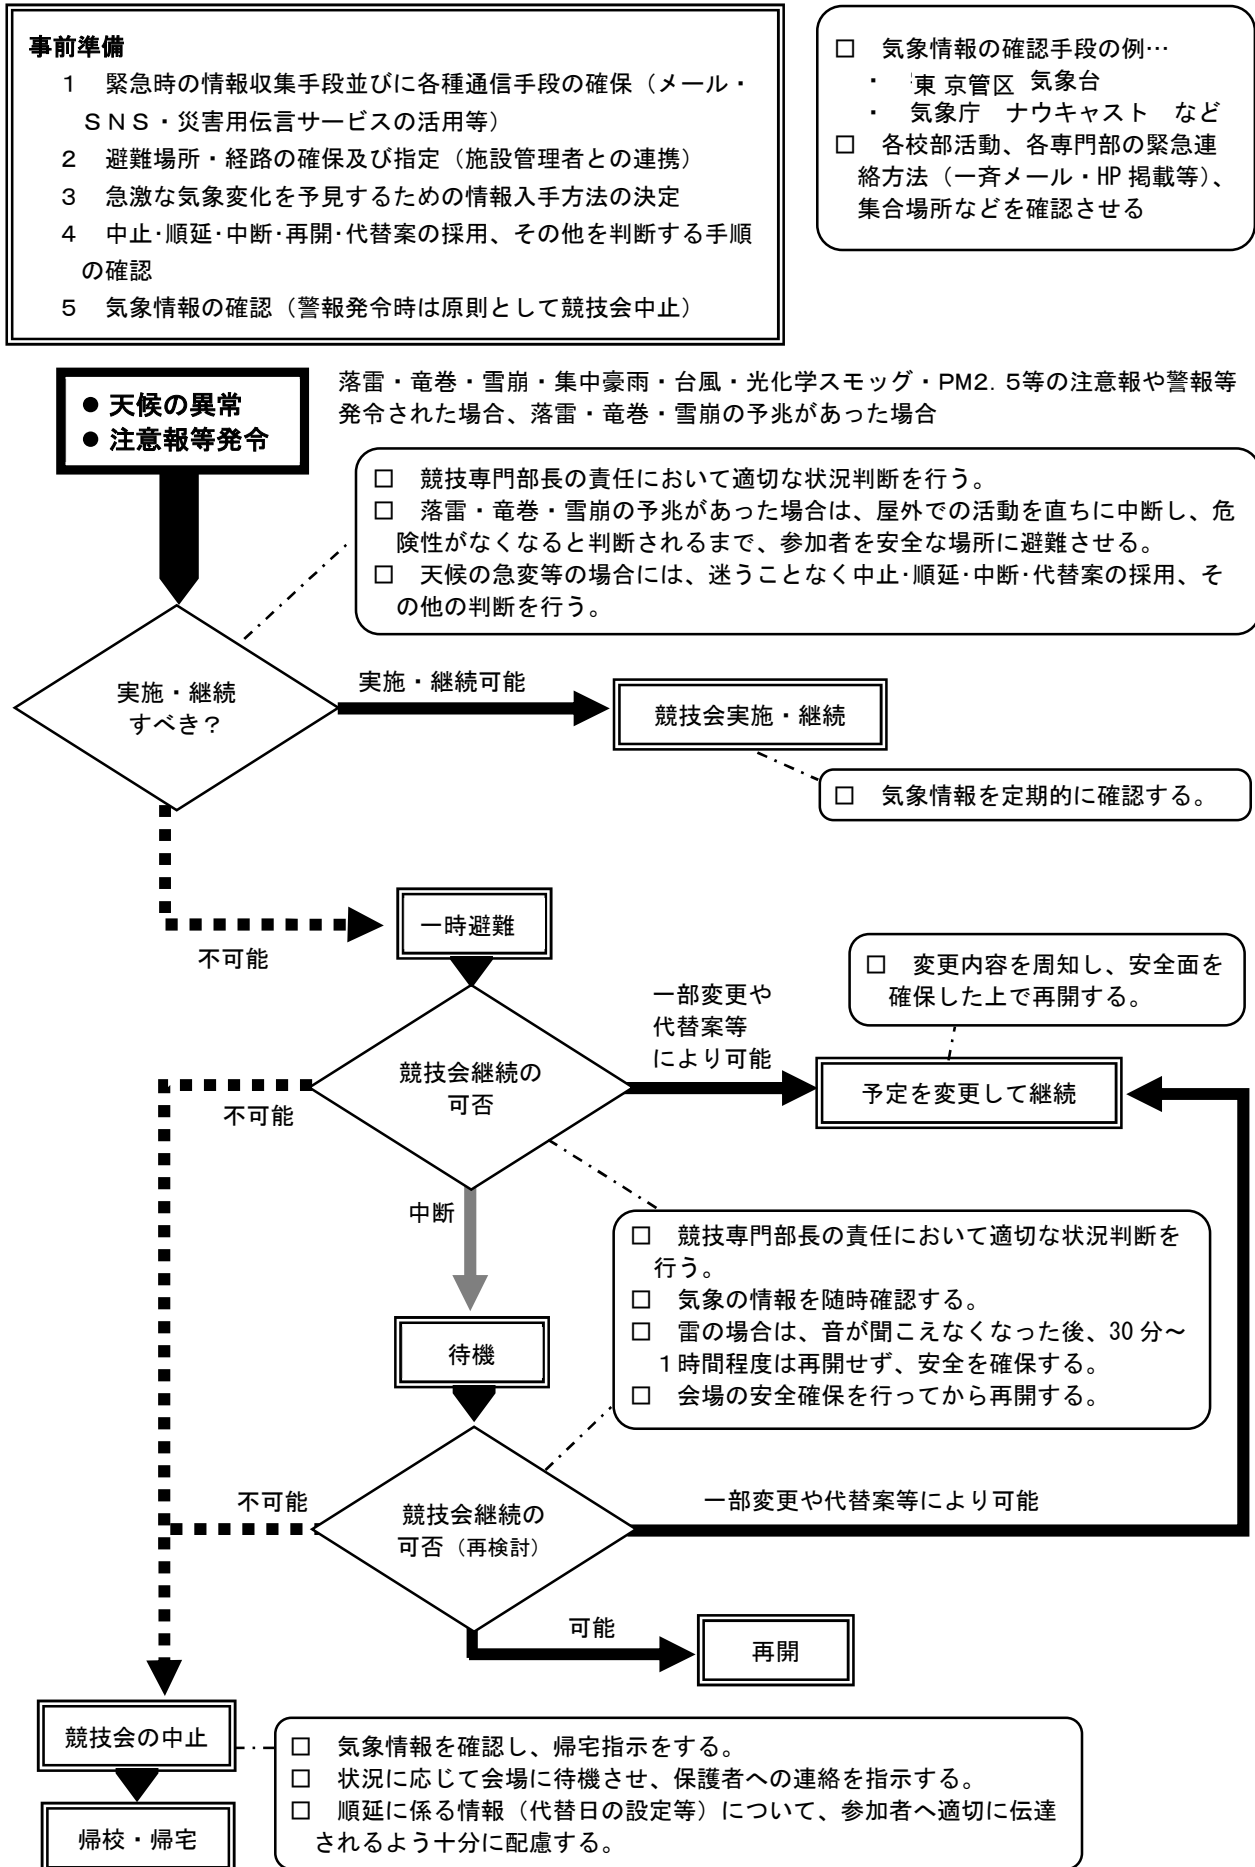 事前準備
１　緊急時の情報収集手段並びに各種通信手段の確保（メール・
ＳＮＳ・災害用伝言サービスの活用等）
２　避難場所・経路の確保及び指定（施設管理者との連携）
３　急激な気象変化を予見するための情報入手方法の決定
４　中止･順延･中断･再開･代替案の採用、その他を判断する手順
の確認
５　気象情報の確認（警報発令時は原則として競技会中止）
□　気象情報の確認手段の例…
・　東京管区 気象台
・　気象庁　ナウキャスト　など
□　各校部活動、各専門部の緊急連
絡方法（一斉メール・HP 掲載等）、
集合場所などを確認させる
● 天候の異常
● 注意報等発令
落雷・竜巻・雪崩・集中豪雨・台風・光化学スモッグ・PM2．5等の注意報や警報等
発令された場合、落雷・竜巻・雪崩の予兆があった場合
□　競技専門部長の責任において適切な状況判断を行う。
□　落雷・竜巻・雪崩の予兆があった場合は、屋外での活動を直ちに中断し、危
険性がなくなると判断されるまで、参加者を安全な場所に避難させる。
□　天候の急変等の場合には、迷うことなく中止･順延･中断･代替案の採用、そ
の他の判断を行う。
実施・継続
すべき？
実施・継続可能
競技会実施・継続
□　気象情報を定期的に確認する。
不可能
一時避難
□　変更内容を周知し、安全面を
確保した上で再開する。
一部変更や
代替案等
により可能
競技会継続の
可否
予定を変更して継続
不可能
中断
□　競技専門部長の責任において適切な状況判断を
行う。
□　気象の情報を随時確認する。
□　雷の場合は、音が聞こえなくなった後、30 分～
１時間程度は再開せず、安全を確保する。
□　会場の安全確保を行ってから再開する。
待機
不可能
競技会継続の
可否（再検討）
一部変更や代替案等により可能
可能
再開
競技会の中止
□　気象情報を確認し、帰宅指示をする。
□　状況に応じて会場に待機させ、保護者への連絡を指示する。
□　順延に係る情報（代替日の設定等）について、参加者へ適切に伝達
されるよう十分に配慮する。
帰校・帰宅